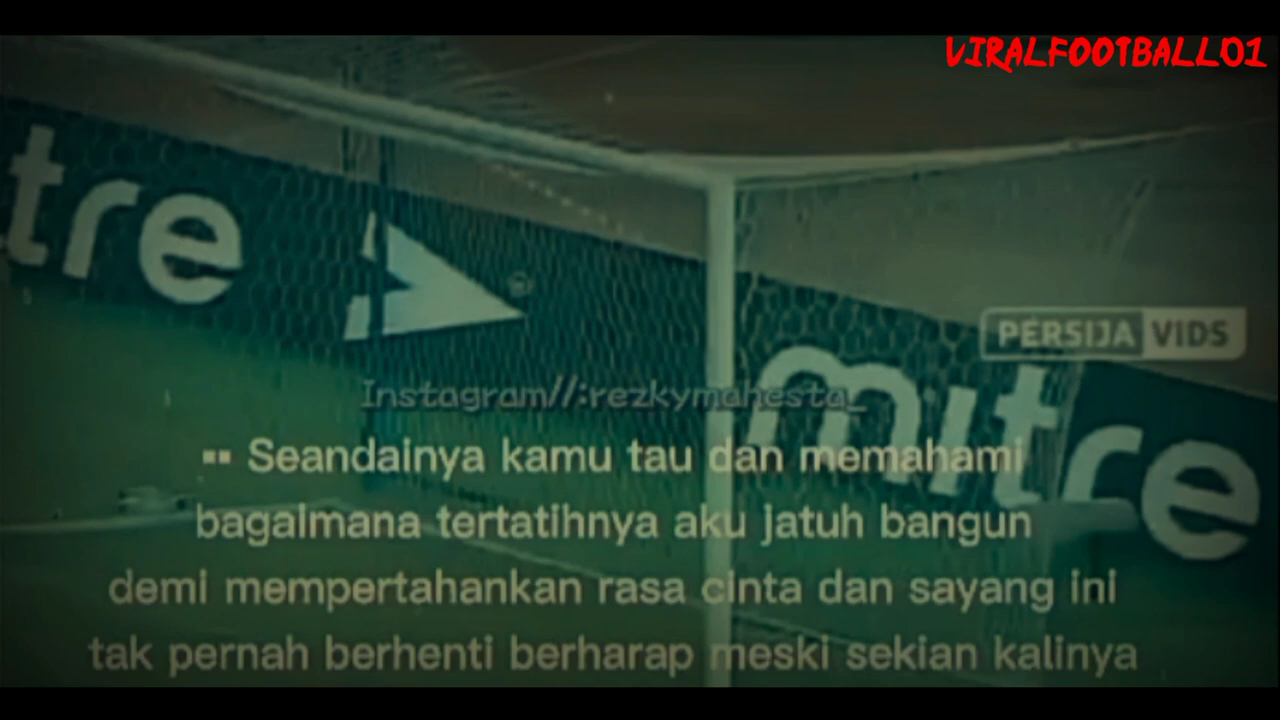 VIRALFOOTBALL01
tre
PERSIJA VIDS
mitre
Instagram//:rezkymahesta_
▪▪ Seandainya kamu tau dan memahami
bagaimana tertatihnya aku jatuh bangun
demi mempertahankan rasa cinta dan sayang ini
tak pernah berhenti berharap meski sekian kalinya